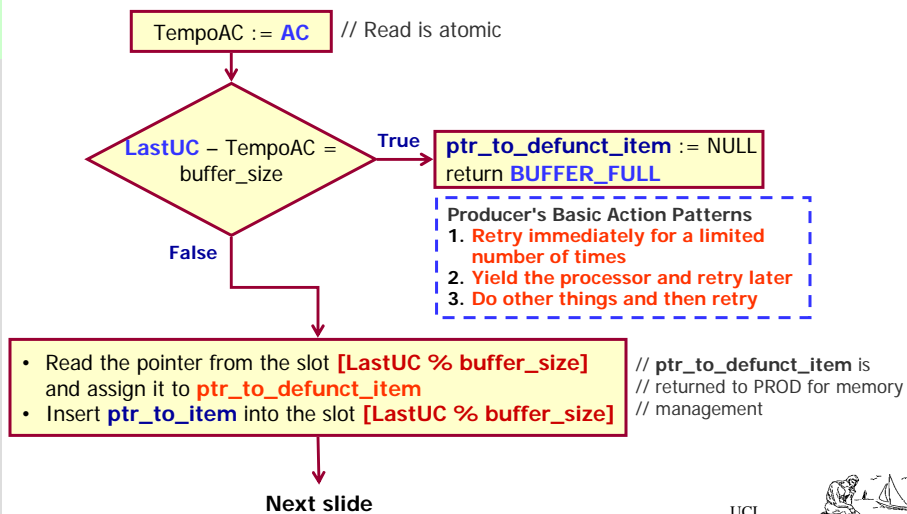 TempoAC := AC // Read is atomic
LastUC – TempoAC =
buffer_size
True
ptr_to_defunct_item := NULL
return BUFFER_FULL
Producer's Basic Action Patterns
1. Retry immediately for a limited
number of times
2. Yield the processor and retry later
3. Do other things and then retry
False
• Read the pointer from the slot [LastUC % buffer_size]
and assign it to ptr_to_defunct_item
• Insert ptr_to_item into the slot [LastUC % buffer_size]
// ptr_to_defunct_item is
// returned to PROD for memory
// management
Next slide
UCI